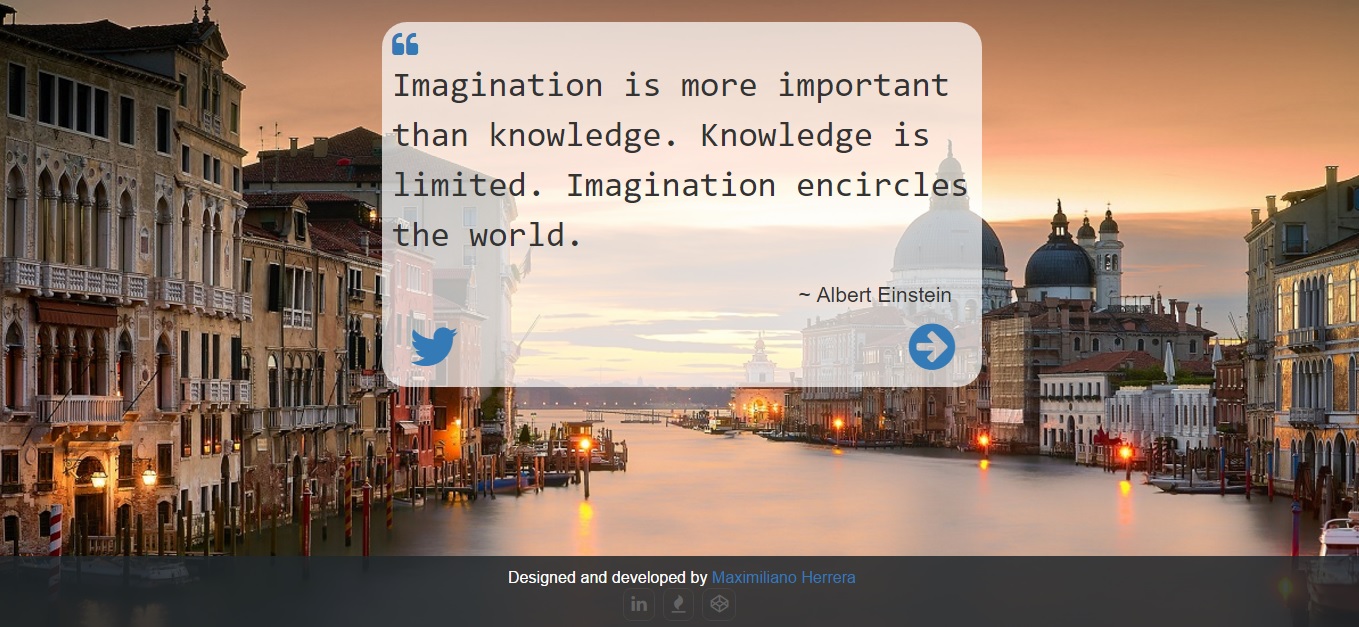 Imagination is more important
than knowledge. Knowledge is
limited. Imagination encircles
the world.
~ Albert Einstein
Designed and developed by Maximiliano Herrera
in